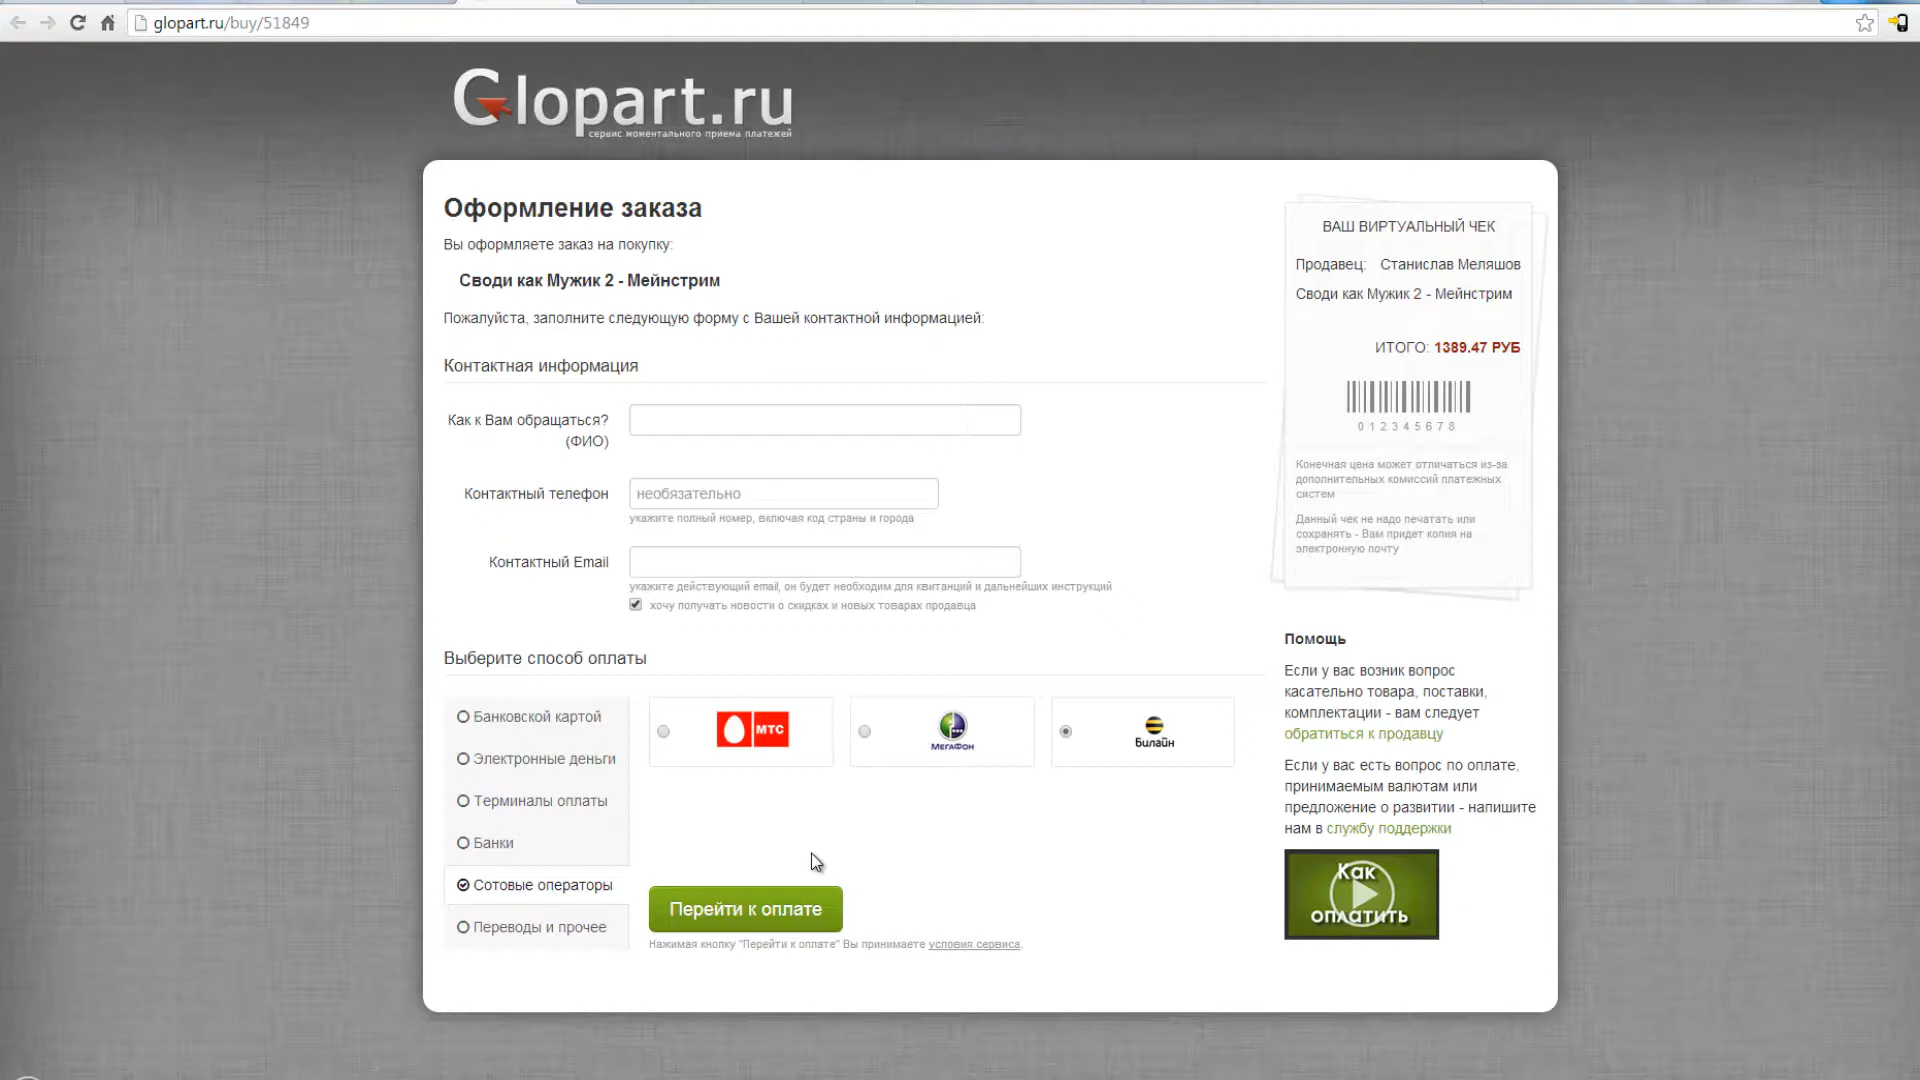 glopart.ru/buy/51849
Glopart.ru
сервис моментального приема платежей
Оформление заказа
Вы оформляете заказ на покупку:
Своди как Мужик 2 - Мейнстрим
Пожалуйста, заполните следующую форму с Вашей контактной информацией:
Контактная информация
Как к Вам обращаться?
(ФИО)
Контактный телефон
необязательно
укажите полный номер, включая код страны и города
Контактный Email
укажите действующий email, он будет необходим для квитанций и дальнейших инструкций
хочу получать новости о скидках и новых товарах продавца
Выберите способ оплаты
Банковской картой
Электронные деньги
Терминалы оплаты
Банки
Сотовые операторы
Переводы и прочее
МТС
МЕГАФОН
Билайн
Перейти к оплате
Нажимая кнопку "Перейти к оплате" Вы принимаете условия сервиса.
ВАШ ВИРТУАЛЬНЫЙ ЧЕК
Продавец: Станислав Меляшов
Своди как Мужик 2 - Мейнстрим
ИТОГО: 1389.47 РУБ
0 1 2 3 4 5 6 7 8
Конечная цена может отличаться из-за
дополнительных комиссий платежных
систем
Данный чек не надо печатать или
сохранять - Вам придет копия на
электронную почту
Помощь
Если у вас возник вопрос
касательно товара, поставки,
комплектации - вам следует
обратиться к продавцу
Если у вас есть вопрос по оплате,
принимаемым валютам или
предложение о развитии - напишите
нам в службу поддержки
Как
оплатить